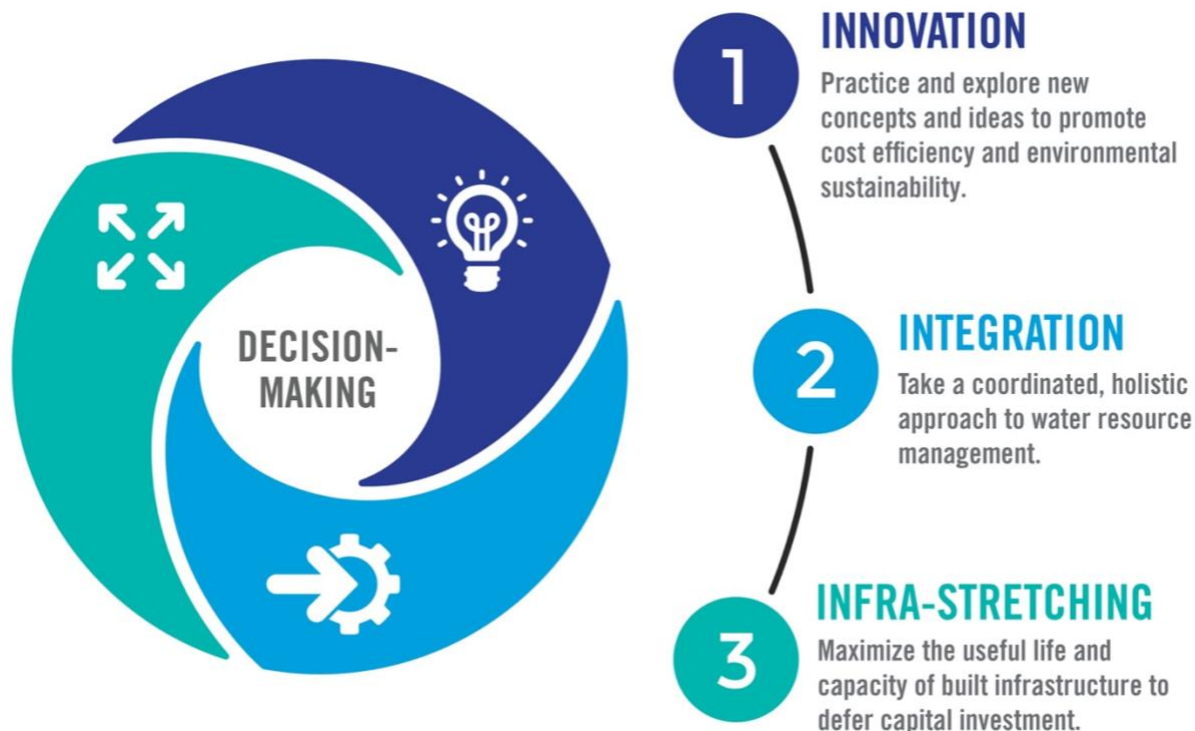 DECISION-
MAKING
1
INNOVATION
Practice and explore new
concepts and ideas to promote
cost efficiency and environmental
sustainability.
2
INTEGRATION
Take a coordinated, holistic
approach to water resource
management.
3
INFRA-STRETCHING
Maximize the useful life and
capacity of built infrastructure to
defer capital investment.